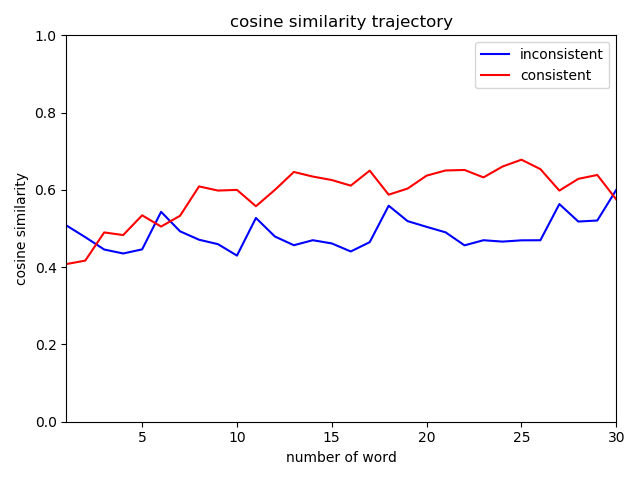 cosine similarity trajectory
inconsistent
consistent
1.0
0.8
0.6
0.4
0.2
0.0
cosine similarity
5
10
15
20
25
30
number of word